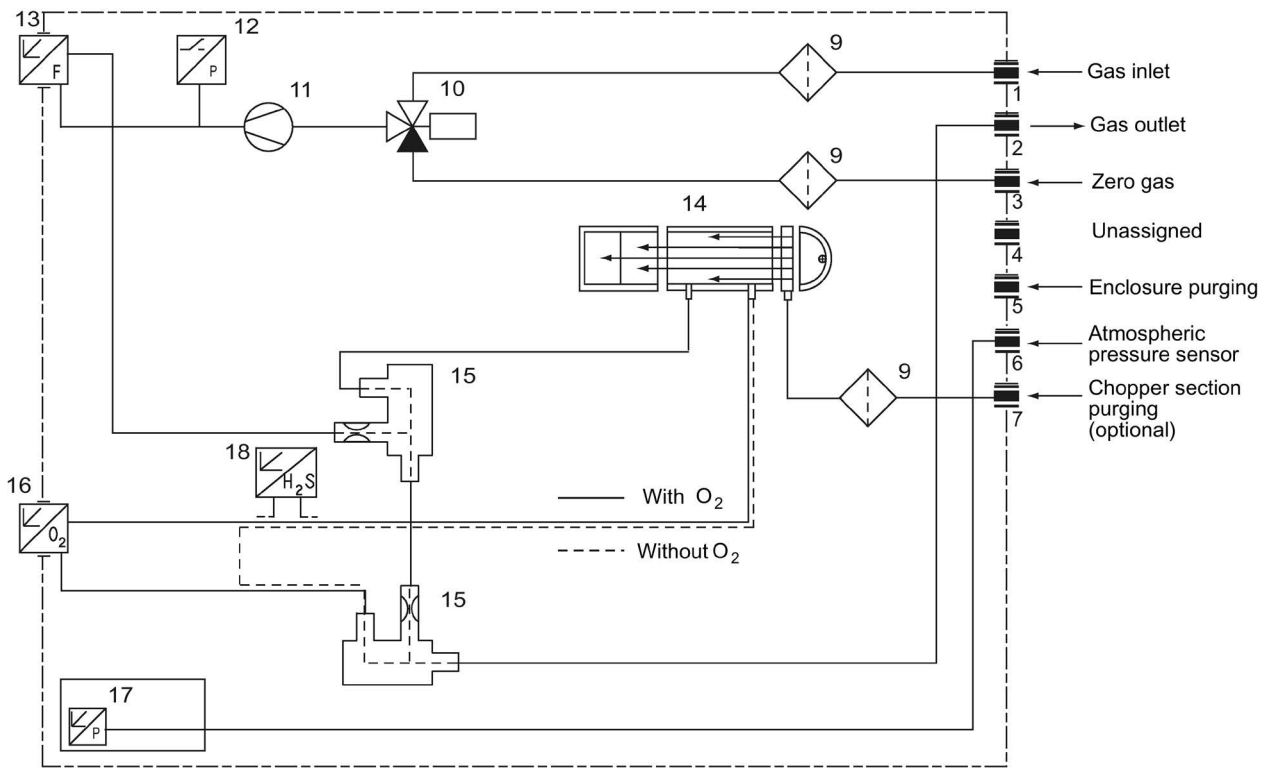 13
12
9
F
P
11
10
Gas inlet
1
Gas outlet
2
9
Zero gas
3
14
Unassigned
4
Enclosure purging
5
Atmospheric
pressure sensor
6
15
9
Chopper section
purging
(optional)
7
18
H2S
16
O2
With O2
Without O2
15
17
P